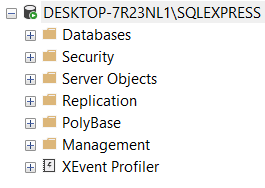 DESKTOP-7R23NL1\SQLEXPRESS
Databases
Security
Server Objects
Replication
PolyBase
Management
XEvent Profiler